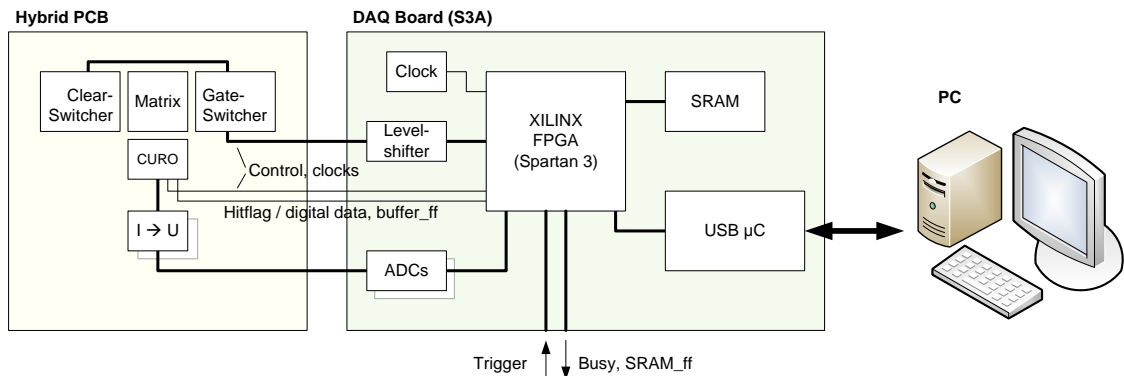 Hybrid PCB
DAQ Board (S3A)
Clear-
Switcher
Matrix
Gate-
Switcher
Clock
XILINX
FPGA
(Spartan 3)
SRAM
PC
Level-
shifter
CURO
Control, clocks
Hitflag / digital data, buffer_ff
I → U
USB µC
ADCs
Trigger
Busy, SRAM_ff